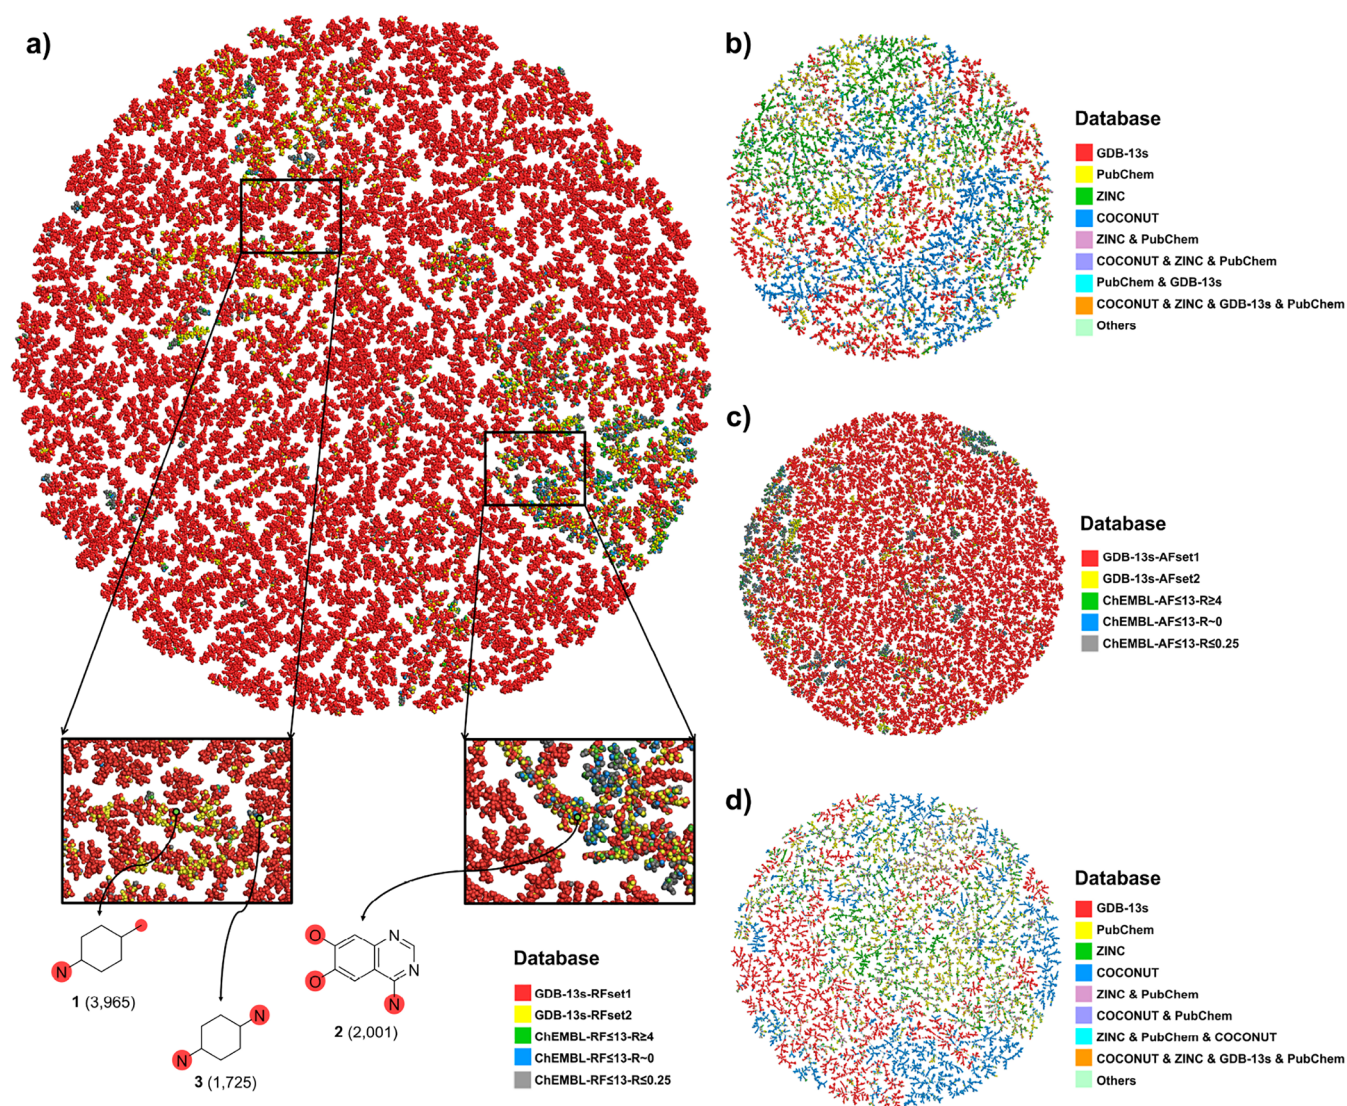 a)
N
1 (3,965)
N
N
3 (1,725)
O
O
N
N
N
2 (2,001)
Database
GDB-13s-RFset1
GDB-13s-RFset2
ChEMBL-RF≤13-R≥4
ChEMBL-RF≤13-R~0
ChEMBL-RF≤13-R≤0.25
b)
Database
GDB-13s
PubChem
ZINC
COCONUT
ZINC & PubChem
COCONUT & ZINC & PubChem
PubChem & GDB-13s
COCONUT & ZINC & GDB-13s & PubChem
Others
c)
Database
GDB-13s-AFset1
GDB-13s-AFset2
ChEMBL-AF≤13-R≥4
ChEMBL-AF≤13-R~0
ChEMBL-AF≤13-R≤0.25
d)
Database
GDB-13s
PubChem
ZINC
COCONUT
ZINC & PubChem
COCONUT & PubChem
ZINC & PubChem & COCONUT
COCONUT & ZINC & GDB-13s & PubChem
Others